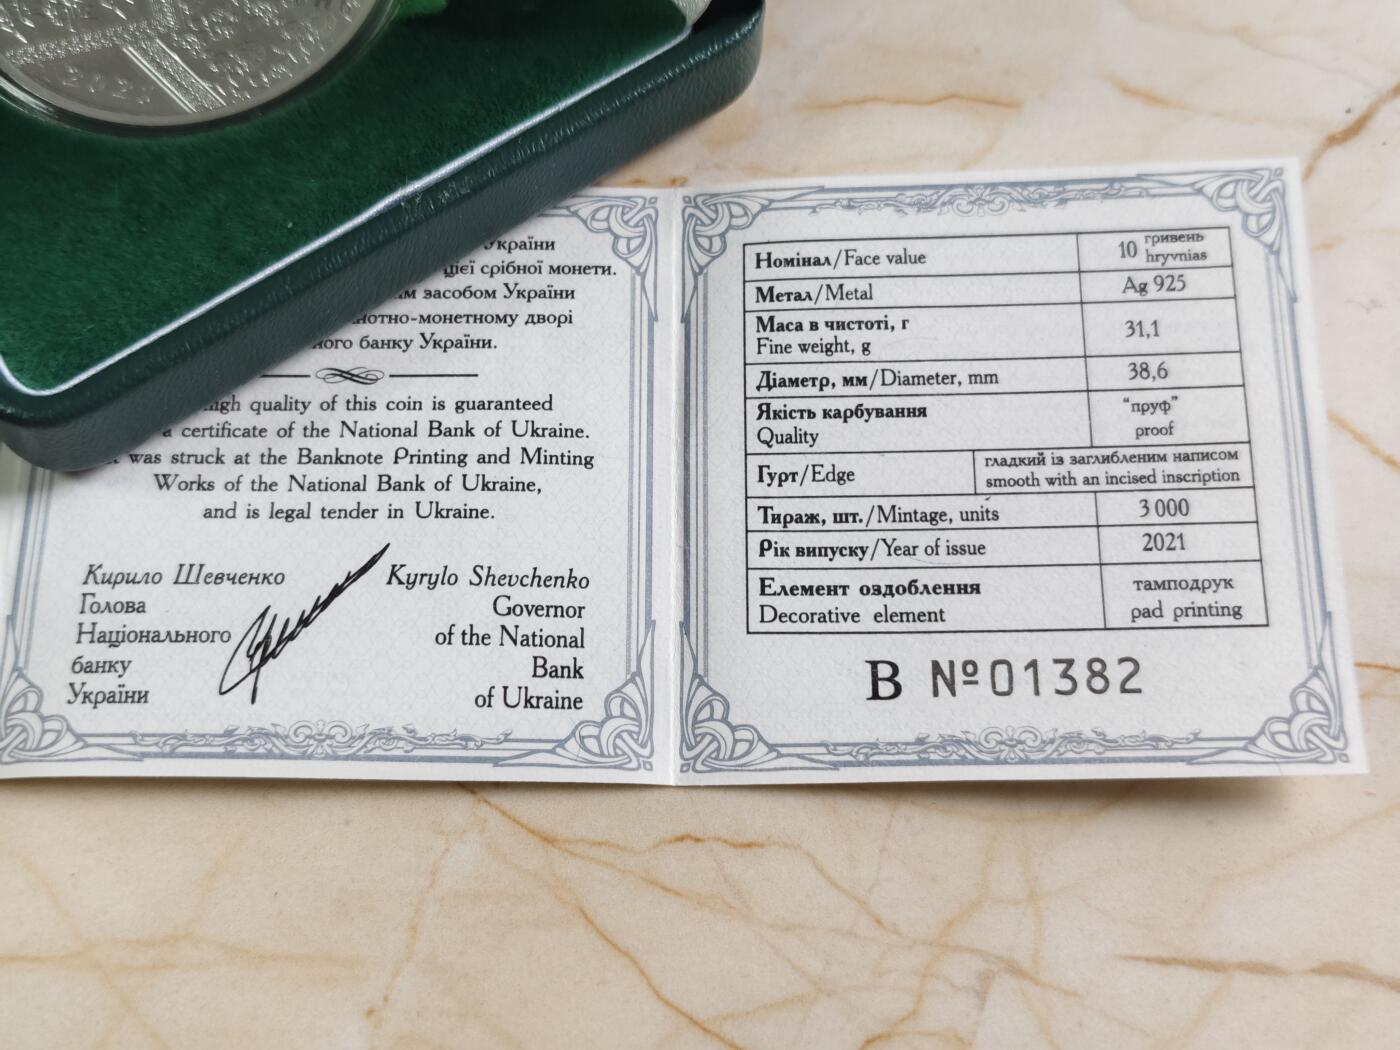 2021
України
цієї срібної монети.
засобом України
монетному дворі
банку України.
high quality of this coin is guaranteed
a certificate of the National Bank of Ukraine.
was struck at the Banknote Printing and Minting
Works of the National Bank of Ukraine,
and is legal tender in Ukraine.
Кирило Шевченко
Голова
Національного
банку
України
Kyrylo Shevchenko
Governor
of the National
Bank
of Ukraine
Номінал/Face value 10 гривень hryvnias
Метал/Metal Ag 925
Маса в чистоті, г
Fine weight, g 31,1
Діаметр, мм/Diameter, mm 38,6
Якість карбування "пруф"
Quality proof
Гурт/Edge гладкий із заглибленим написом
smooth with an incised inscription
Тираж, шт./Mintage, units 3 000
Рік випуску/Year of issue 2021
Елемент оздоблення тамподрук
Decorative element pad printing
В №01382